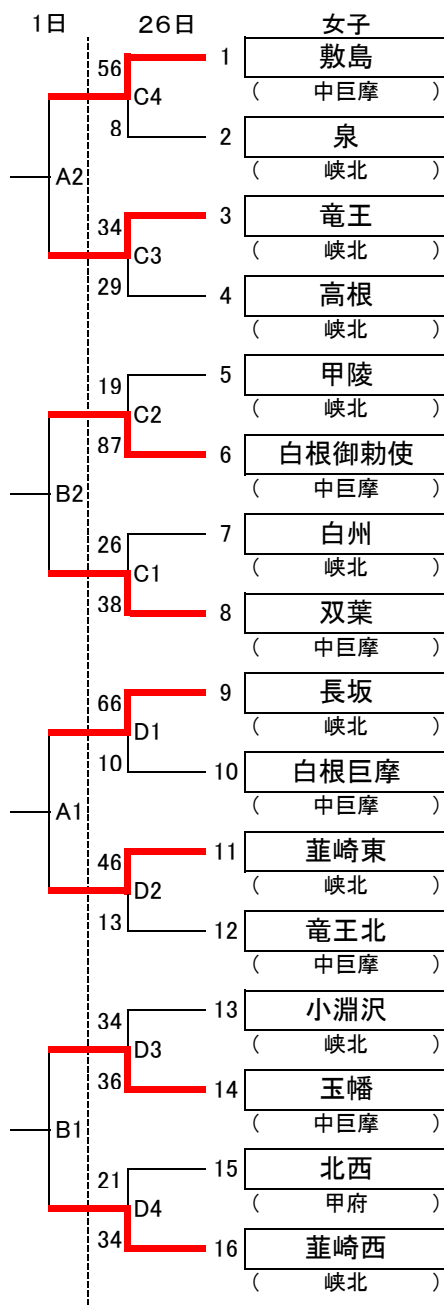 1日 26日 女子
56 1 敷島
C4 ( 中巨摩 )
8 2 泉
A2 ( 峡北 )
34 3 竜王
C3 ( 峡北 )
29 4 高根
( 峡北 )
19 5 甲陵
C2 ( 峡北 )
87 6 白根御勅使
B2 ( 中巨摩 )
26 7 白州
C1 ( 峡北 )
38 8 双葉
( 中巨摩 )
66 9 長坂
D1 ( 峡北 )
10 10 白根巨摩
A1 ( 中巨摩 )
46 11 韮崎東
D2 ( 峡北 )
13 12 竜王北
( 中巨摩 )
34 13 小淵沢
D3 ( 峡北 )
36 14 玉幡
B1 ( 中巨摩 )
21 15 北西
D4 ( 甲府 )
34 16 韮崎西
( 峡北 )